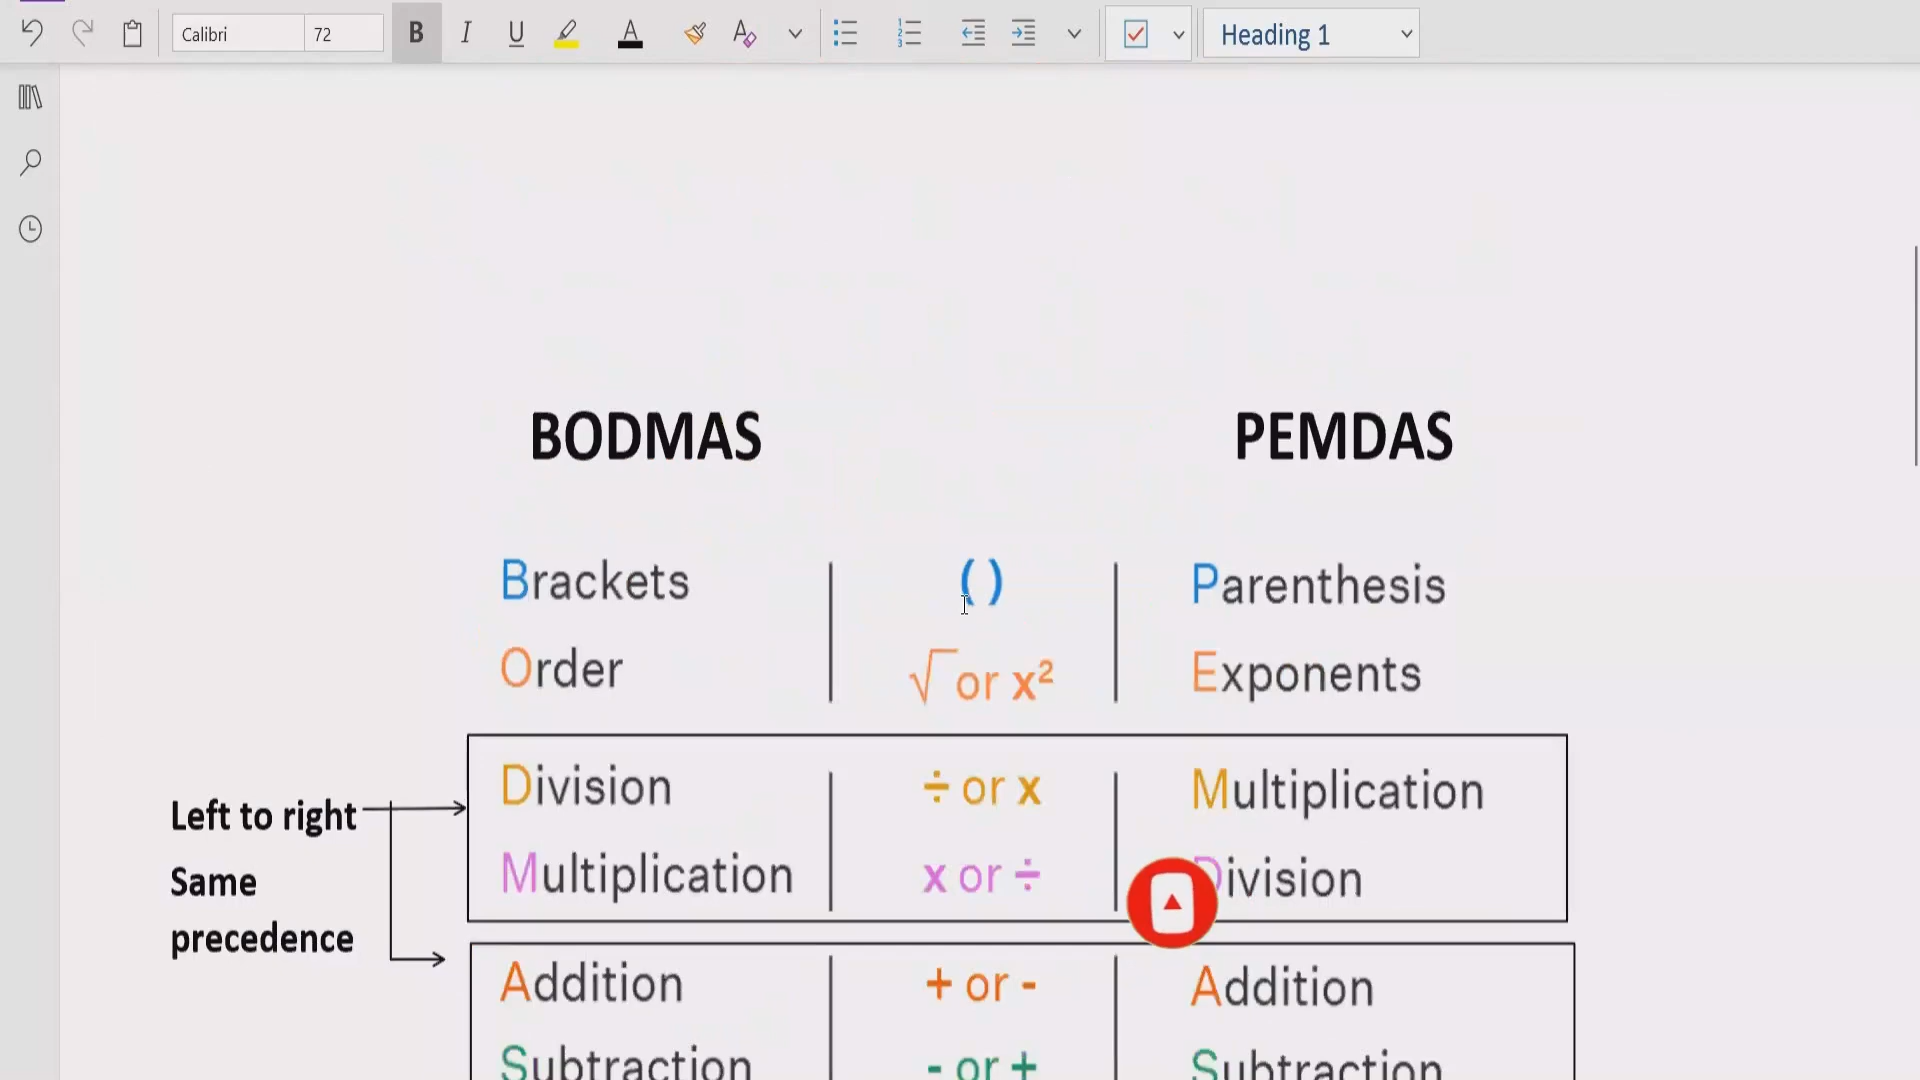 Calibri 72 B I U A A Heading 1
BODMAS PEMDAS
Brackets ( ) Parenthesis
Order √ or x² Exponents
Division ÷ or x Multiplication
Left to right
Multiplication x or ÷ Division
Same
precedence
Addition + or - Addition
Subtraction - or + Subtraction